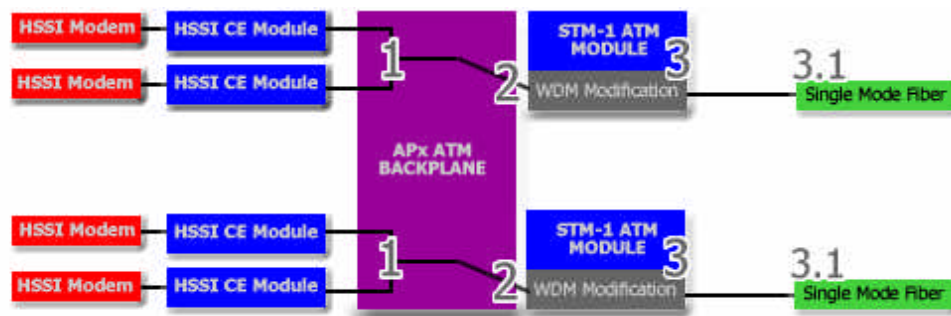 HSSI Modem
HSSI CE Module
HSSI Modem
HSSI CE Module
1
2
APx ATM
BACKPLANE
STM-1 ATM
MODULE
3
WDM Modification
3.1
Single Mode Fiber
HSSI Modem
HSSI CE Module
HSSI Modem
HSSI CE Module
1
2
STM-1 ATM
MODULE
3
WDM Modification
3.1
Single Mode Fiber